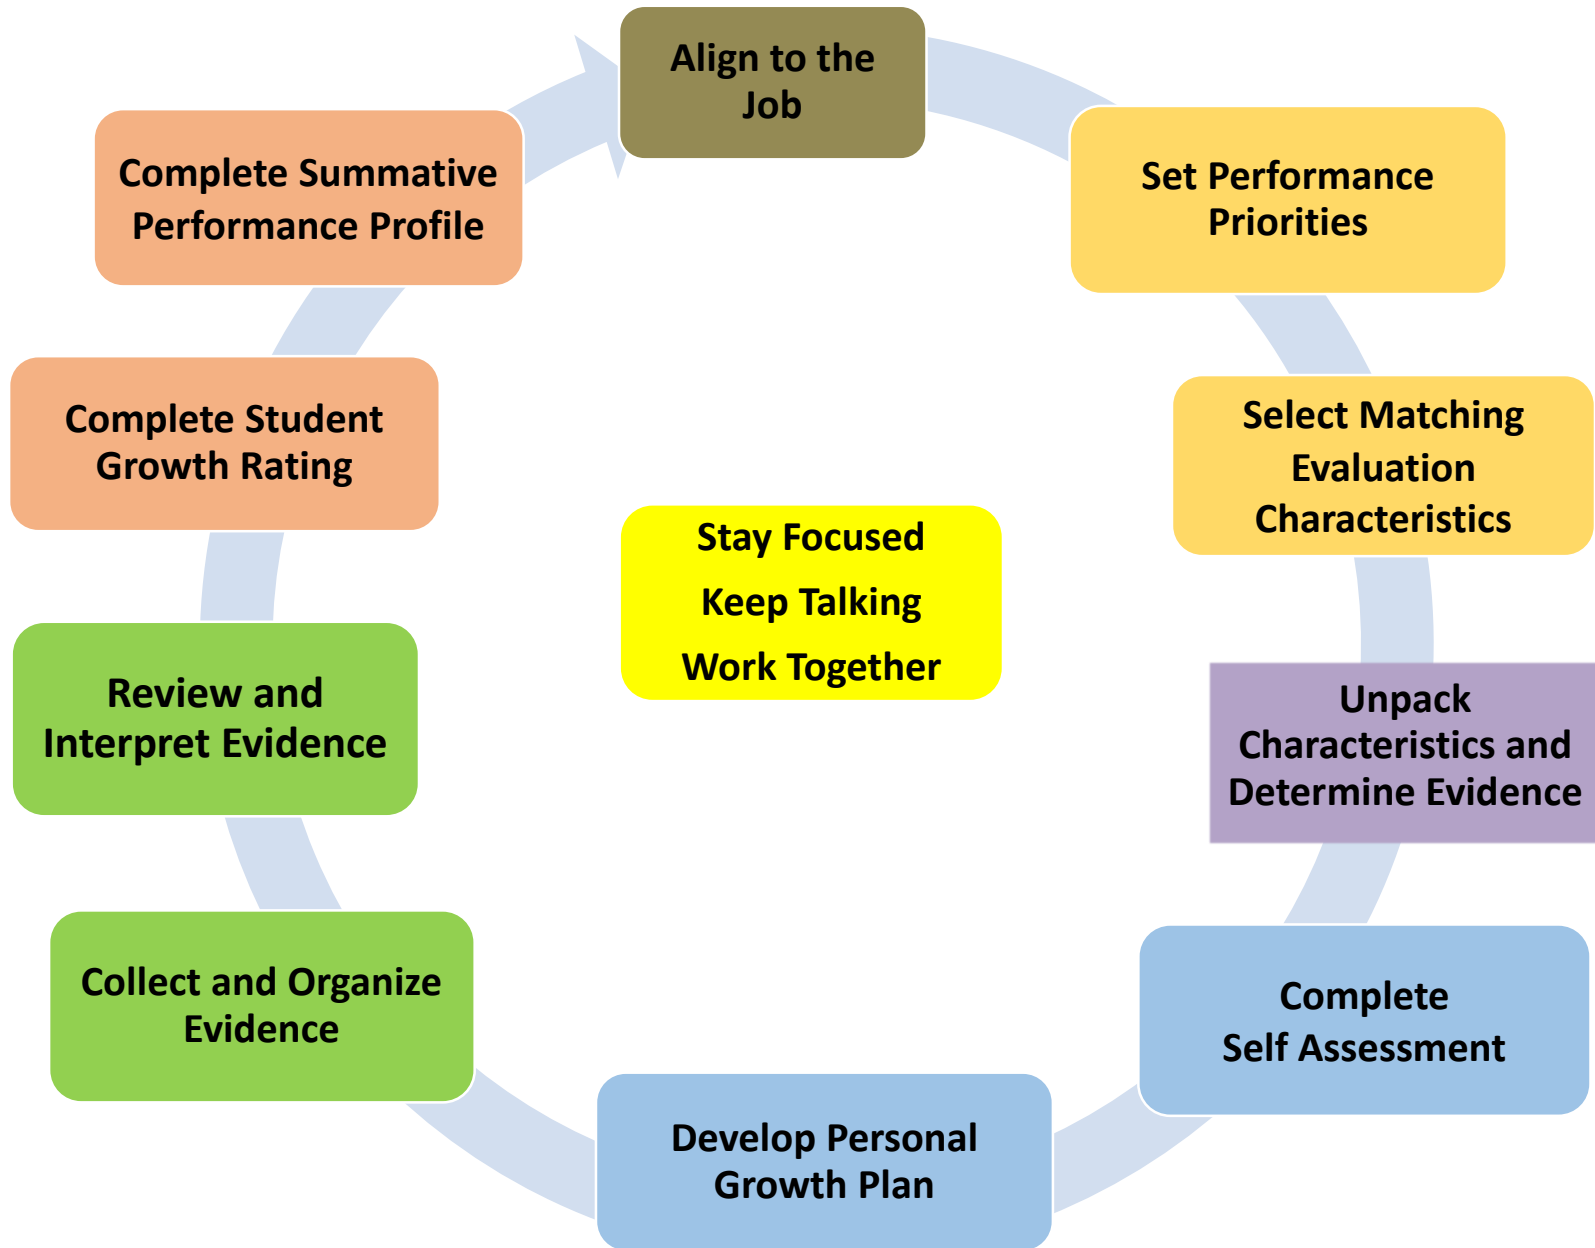 Align to the
Job
Set Performance
Priorities
Select Matching
Evaluation
Characteristics
Unpack
Characteristics and
Determine Evidence
Complete
Self Assessment
Develop Personal
Growth Plan
Collect and Organize
Evidence
Review and
Interpret Evidence
Complete Student
Growth Rating
Complete Summative
Performance Profile
Stay Focused
Keep Talking
Work Together